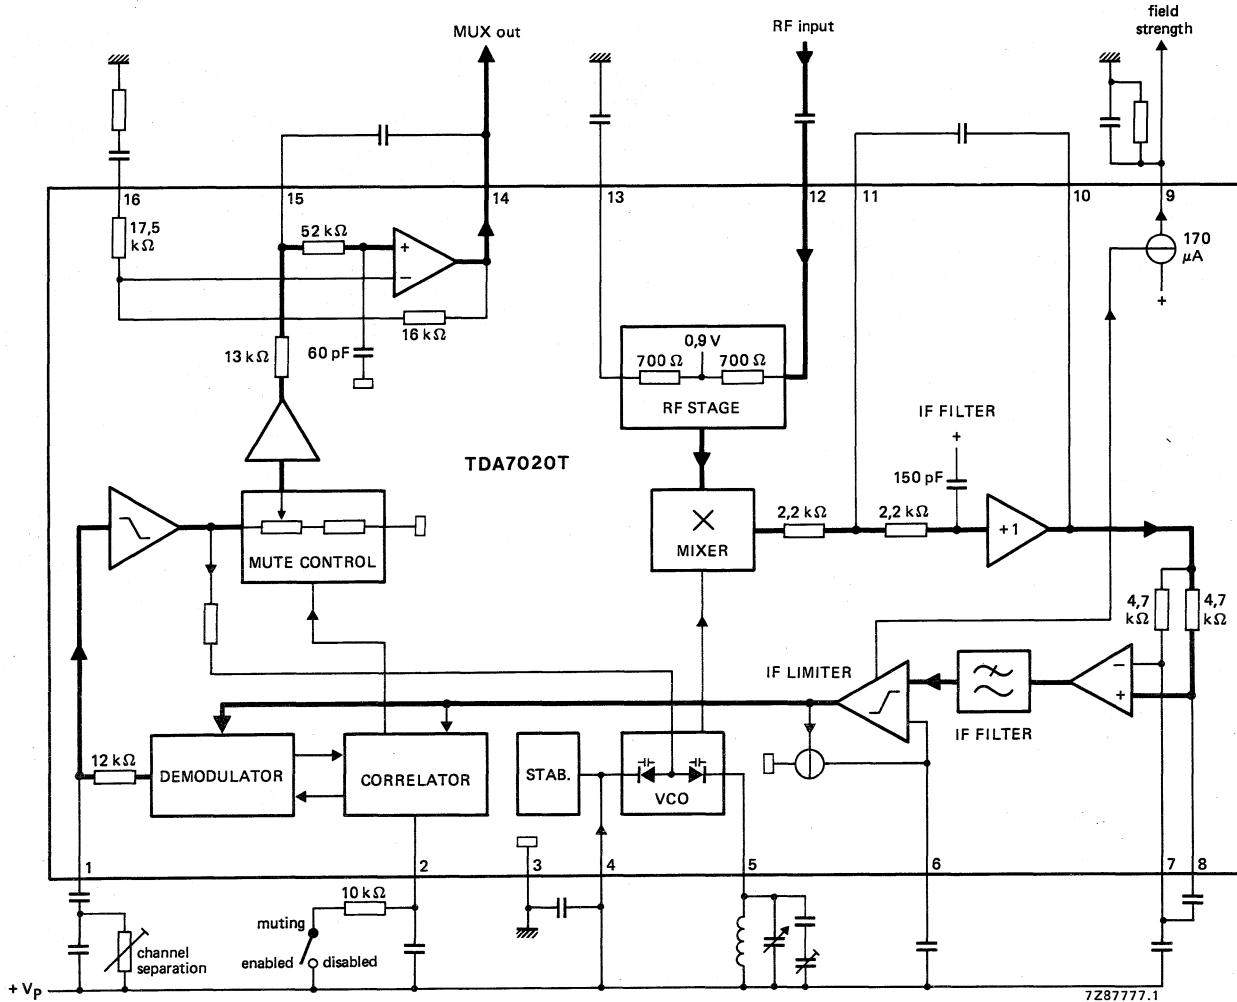 MUX out
RF input
field
strength
16
15
14
13
12
11
10
9
17,5
kΩ
52 kΩ
+
−
16 kΩ
13 kΩ
60 pF
170
μA
+
0,9 V
700 Ω
700 Ω
RF STAGE
IF FILTER
+
150 pF
TDA7020T
MUTE CONTROL
MIXER
2,2 kΩ
2,2 kΩ
+1
4,7
kΩ
4,7
kΩ
IF LIMITER
IF FILTER
−
+
12 kΩ
DEMODULATOR
CORRELATOR
STAB.
VCO
1
2
3
4
5
6
7
8
10 kΩ
muting
enabled
disabled
channel
separation
+ VP
7Z87777.1